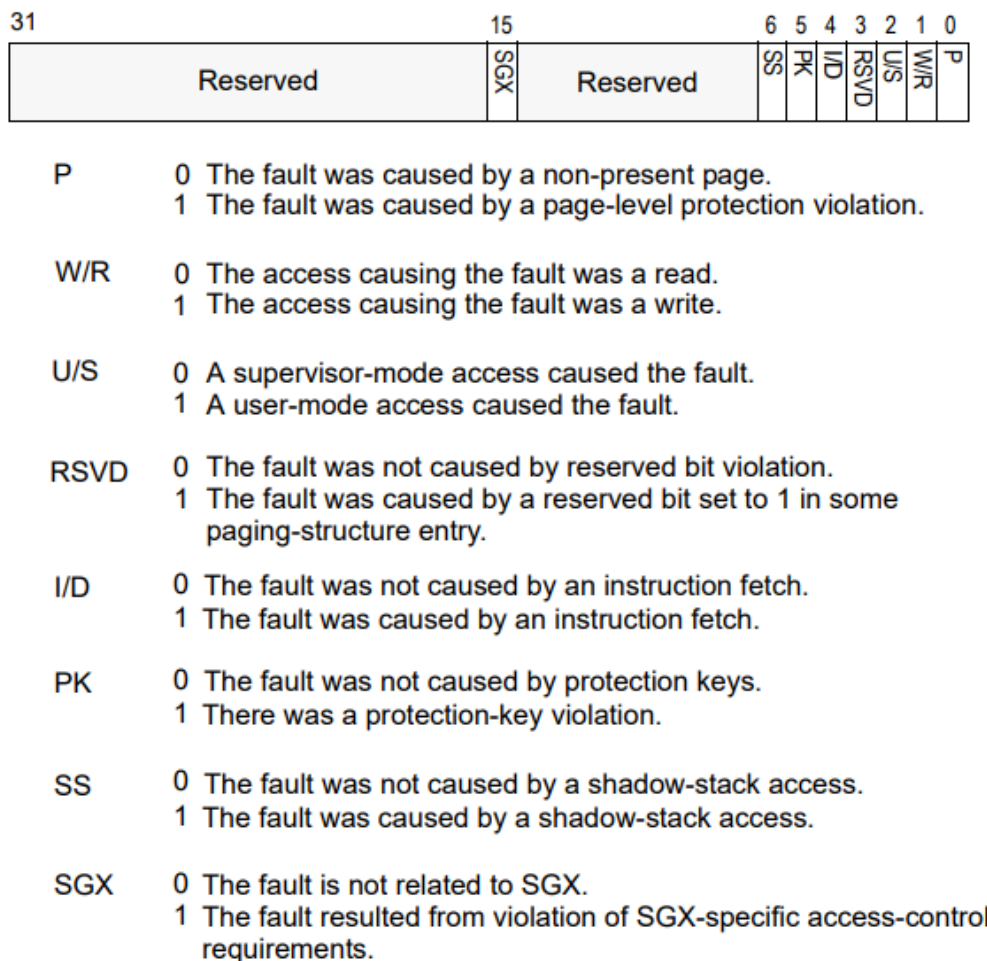 31 15 6 5 4 3 2 1 0
Reserved SGX Reserved SS PK I/D RSVD U/S W/R P
P 0 The fault was caused by a non-present page.
1 The fault was caused by a page-level protection violation.
W/R 0 The access causing the fault was a read.
1 The access causing the fault was a write.
U/S 0 A supervisor-mode access caused the fault.
1 A user-mode access caused the fault.
RSVD 0 The fault was not caused by reserved bit violation.
1 The fault was caused by a reserved bit set to 1 in some
paging-structure entry.
I/D 0 The fault was not caused by an instruction fetch.
1 The fault was caused by an instruction fetch.
PK 0 The fault was not caused by protection keys.
1 There was a protection-key violation.
SS 0 The fault was not caused by a shadow-stack access.
1 The fault was caused by a shadow-stack access.
SGX 0 The fault is not related to SGX.
1 The fault resulted from violation of SGX-specific access-control
requirements.